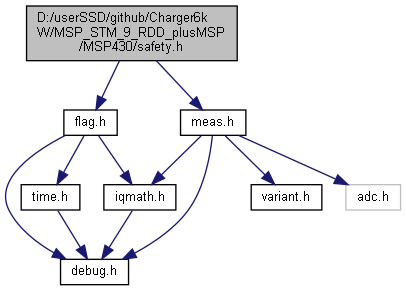 D:/userSSD/github/Charger6k
W/MSP_STM_9_RDD_plusMSP
/MSP430/safety.h
flag.h
meas.h
time.h
iqmath.h
variant.h
adc.h
debug.h